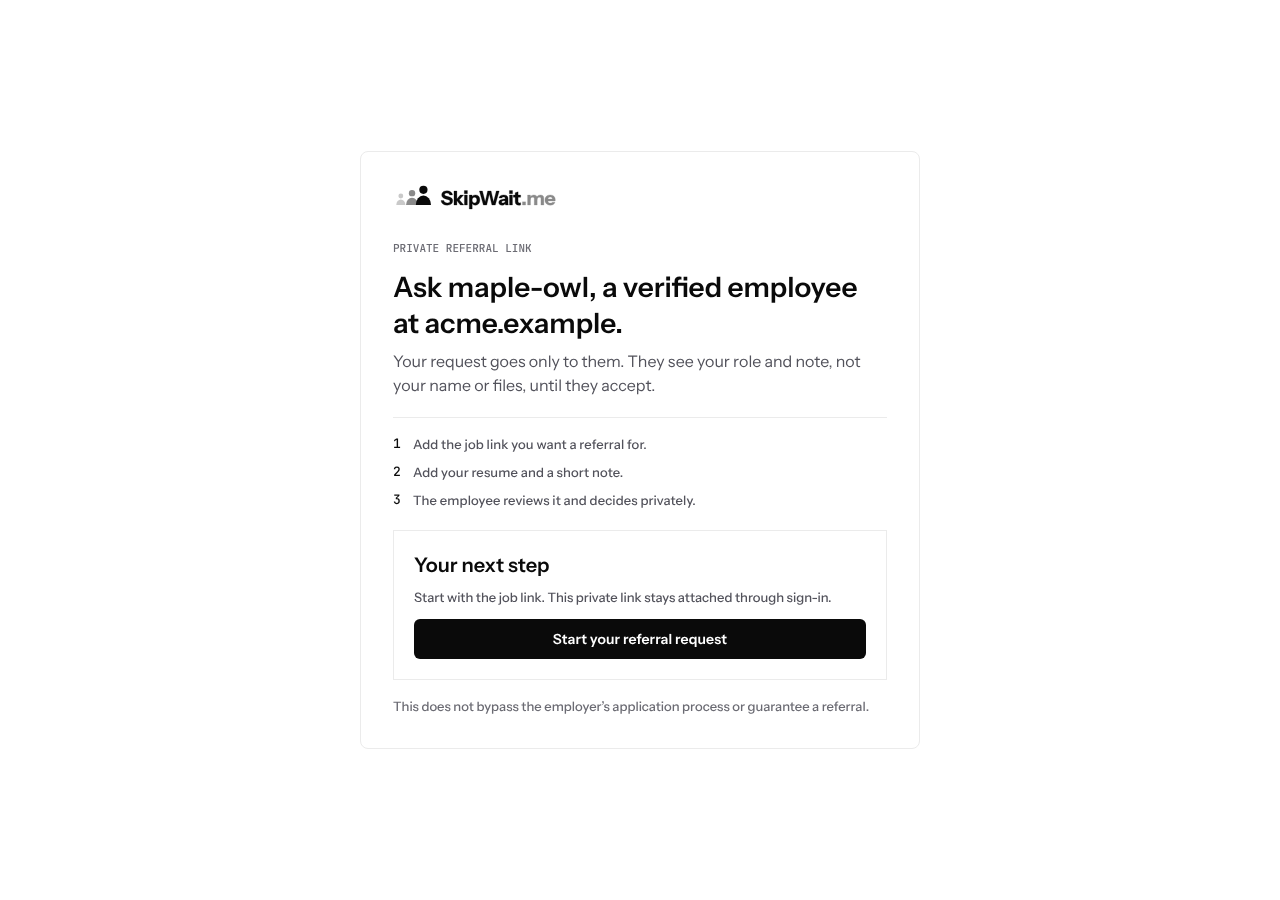 SkipWait.me
PRIVATE REFERRAL LINK
Ask maple-owl, a verified employee
at acme.example.
Your request goes only to them. They see your role and note, not
your name or files, until they accept.
1 Add the job link you want a referral for.
2 Add your resume and a short note.
3 The employee reviews it and decides privately.
Your next step
Start with the job link. This private link stays attached through sign-in.
Start your referral request
This does not bypass the employer’s application process or guarantee a referral.